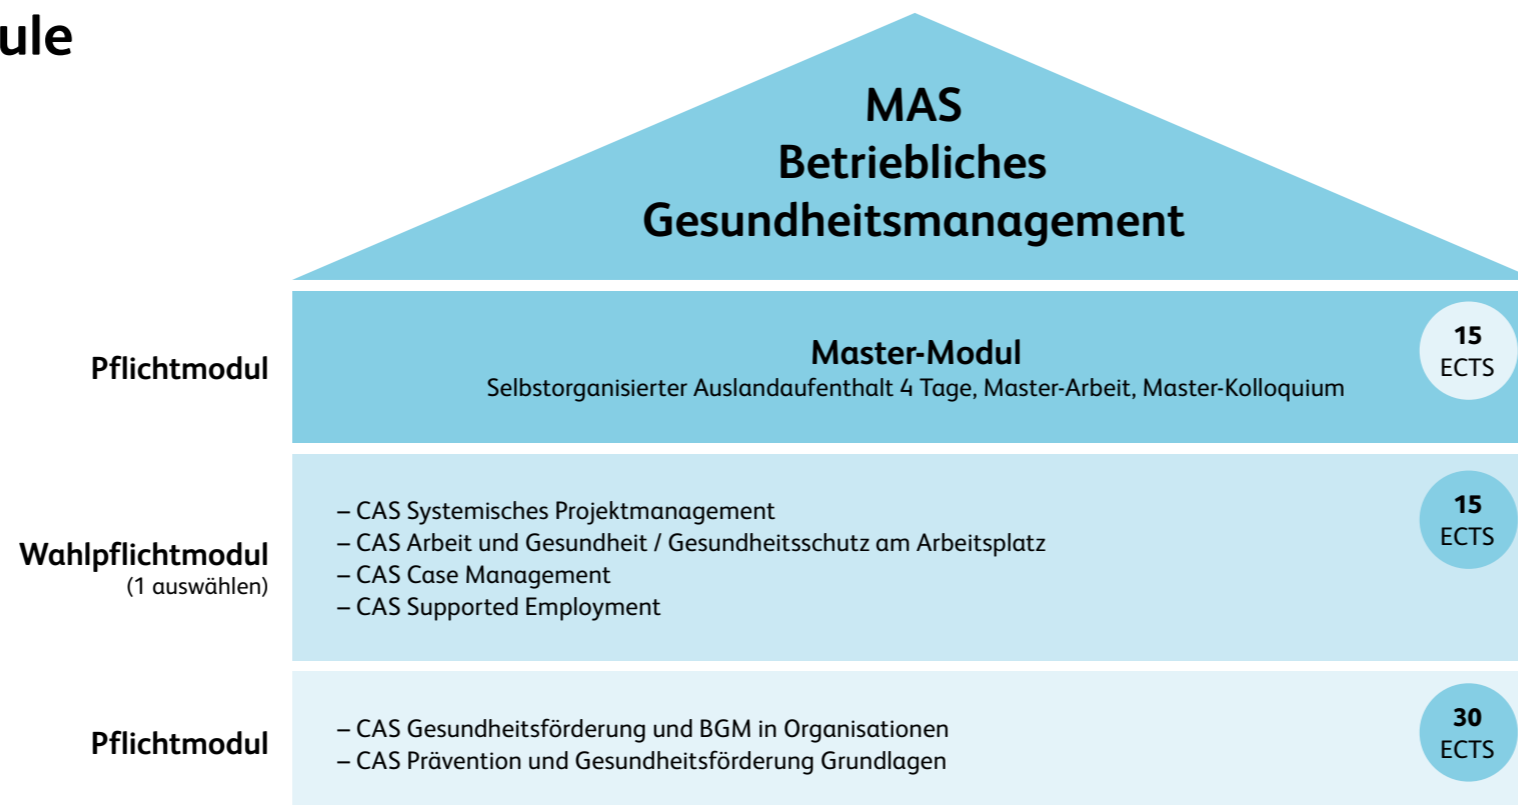 ule
MAS
Betriebliches
Gesundheitsmanagement
Pflichtmodul
Master-Modul
Selbstorganisierter Auslandaufenthalt 4 Tage, Master-Arbeit, Master-Kolloquium
15
ECTS
Wahlpflichtmodul
(1 auswählen)
– CAS Systemisches Projektmanagement
– CAS Arbeit und Gesundheit / Gesundheitsschutz am Arbeitsplatz
– CAS Case Management
– CAS Supported Employment
15
ECTS
Pflichtmodul
– CAS Gesundheitsförderung und BGM in Organisationen
– CAS Prävention und Gesundheitsförderung Grundlagen
30
ECTS